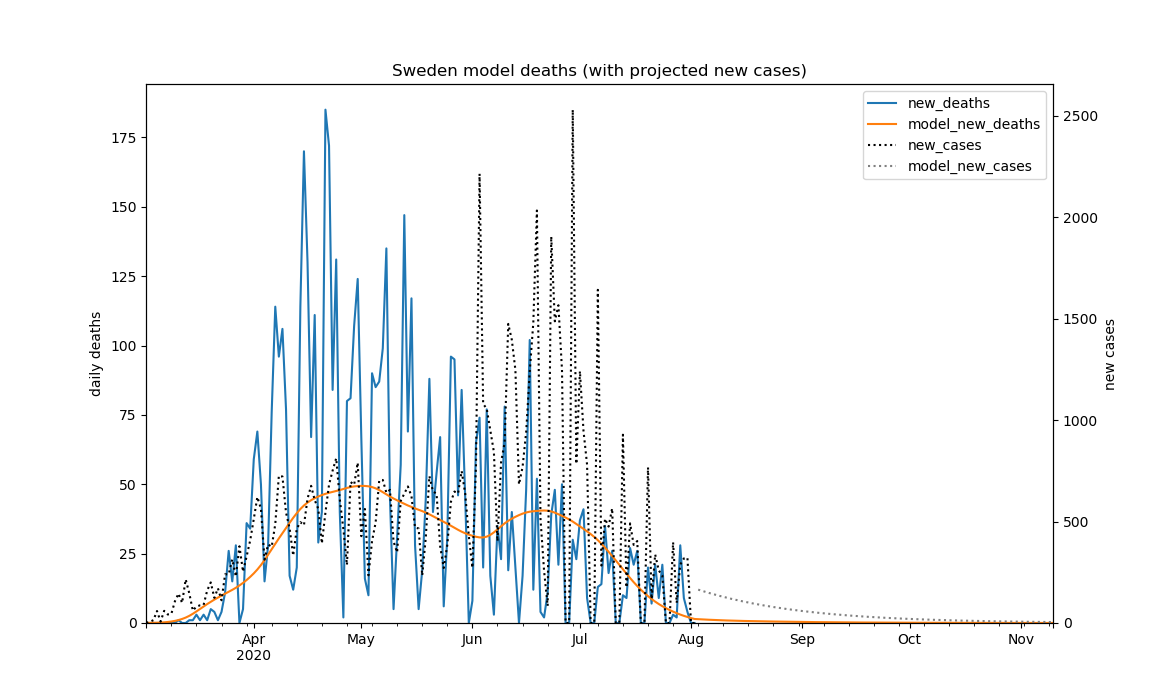 Sweden model deaths (with projected new cases)
new_deaths
model_new_deaths
new_cases
model_new_cases
daily deaths
175
150
125
100
75
50
25
0
new cases
2500
2000
1500
1000
500
0
Apr May Jun Jul Aug Sep Oct Nov
2020